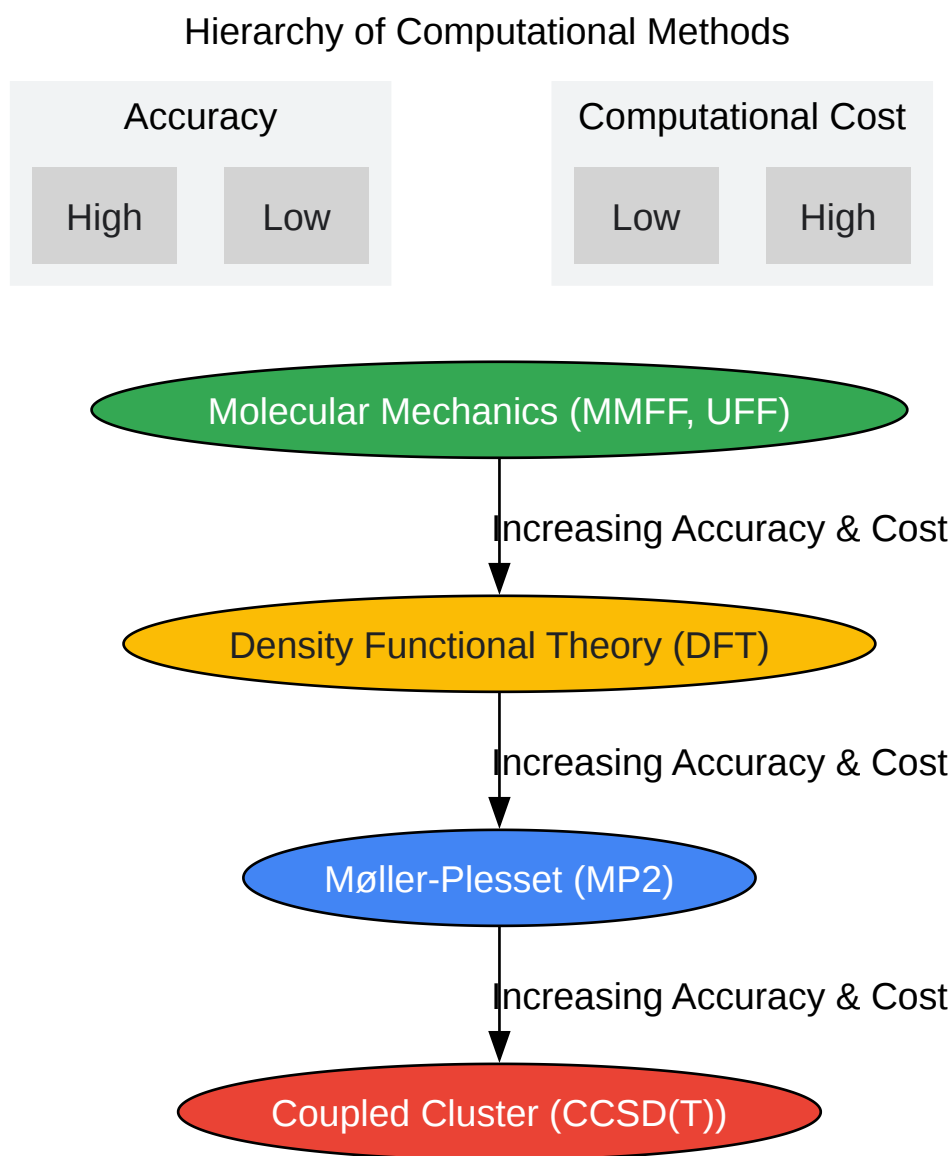 Hierarchy of Computational Methods
Accuracy
Computational Cost
High
Low
Low
High
Molecular Mechanics (MMFF, UFF)
Increasing Accuracy & Cost
Density Functional Theory (DFT)
Increasing Accuracy & Cost
Møller-Plesset (MP2)
Increasing Accuracy & Cost
Coupled Cluster (CCSD(T))